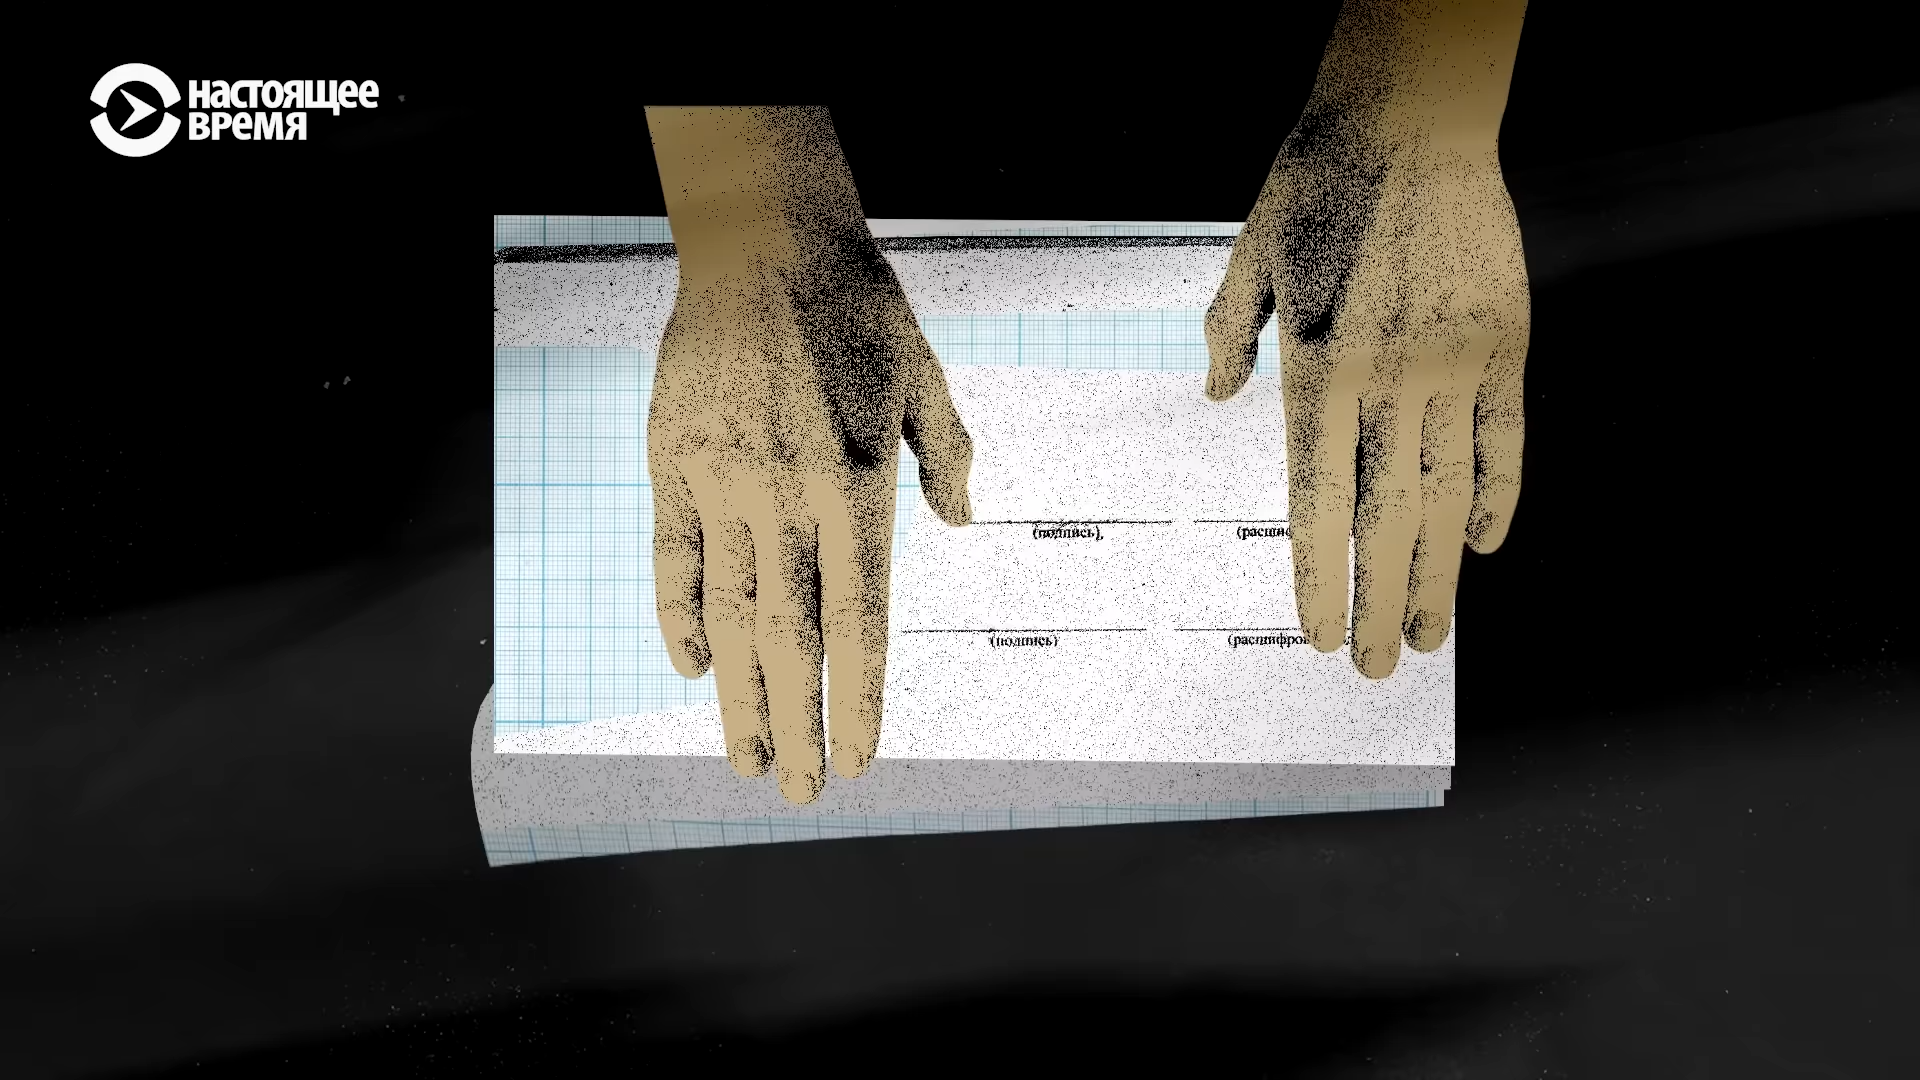 настоящее
время
(подпись),
(подпись)